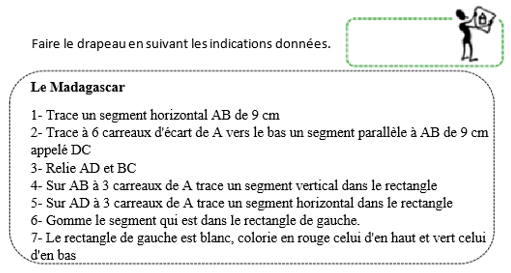 Faire le drapeau en suivant les indications données.
Le Madagascar
1- Trace un segment horizontal AB de 9 cm
2- Trace à 6 carreaux d'écart de A vers le bas un segment parallèle à AB de 9 cm
appelé DC
3- Relie AD et BC
4- Sur AB à 3 carreaux de A trace un segment vertical dans le rectangle
5- Sur AD à 3 carreaux de A trace un segment horizontal dans le rectangle
6- Gomme le segment qui est dans le rectangle de gauche.
7- Le rectangle de gauche est blanc, colorie en rouge celui d'en haut et vert celui
d'en bas